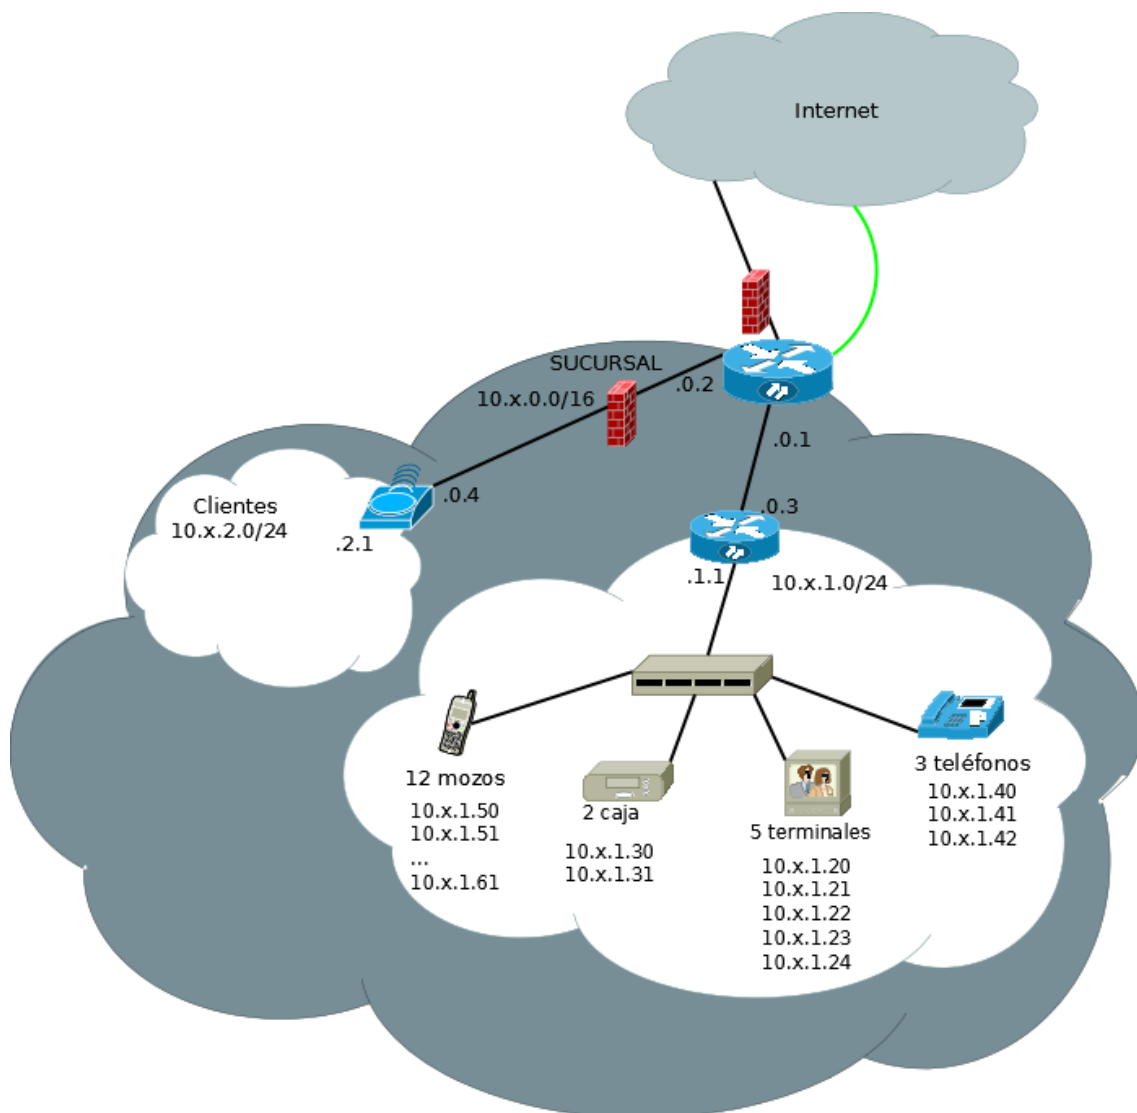 Internet
SUCURSAL
10.x.0.0/16
.0.2
.0.1
Clientes
10.x.2.0/24
.0.4
.2.1
.0.3
.1.1
10.x.1.0/24
12 mozos
10.x.1.50
10.x.1.51
...
10.x.1.61
2 caja
10.x.1.30
10.x.1.31
5 terminales
10.x.1.20
10.x.1.21
10.x.1.22
10.x.1.23
10.x.1.24
3 teléfonos
10.x.1.40
10.x.1.41
10.x.1.42